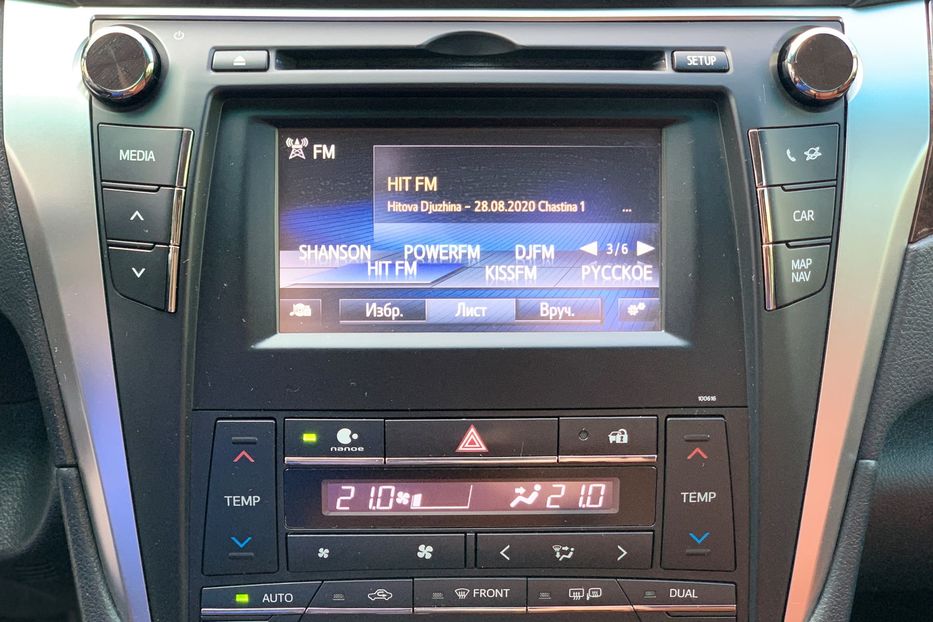 SETUP
MEDIA
FM
HIT FM
Hitova Djuzhina - 28.08.2020 Chastina 1 ...
SHANSON POWERFM DJFM 3/6
HIT FM KISSFM РУССКОЕ
Избр. Лист Вруч.
CAR
MAP
NAV
100616
nanoe
TEMP
21.0 21.0
TEMP
AUTO
FRONT
DUAL